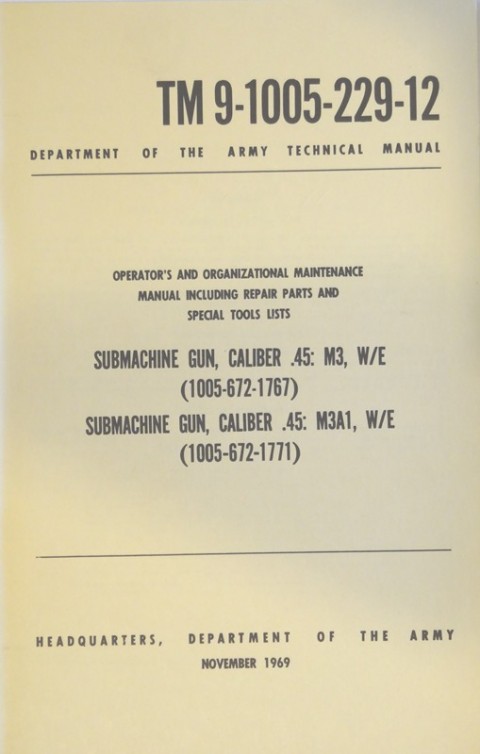 TM 9-1005-229-12
DEPARTMENT OF THE ARMY TECHNICAL MANUAL
OPERATOR'S AND ORGANIZATIONAL MAINTENANCE
MANUAL INCLUDING REPAIR PARTS AND
SPECIAL TOOLS LISTS
SUBMACHINE GUN, CALIBER .45: M3, W/E
(1005-672-1767)
SUBMACHINE GUN, CALIBER .45: M3A1, W/E
(1005-672-1771)
HEADQUARTERS, DEPARTMENT OF THE ARMY
NOVEMBER 1969